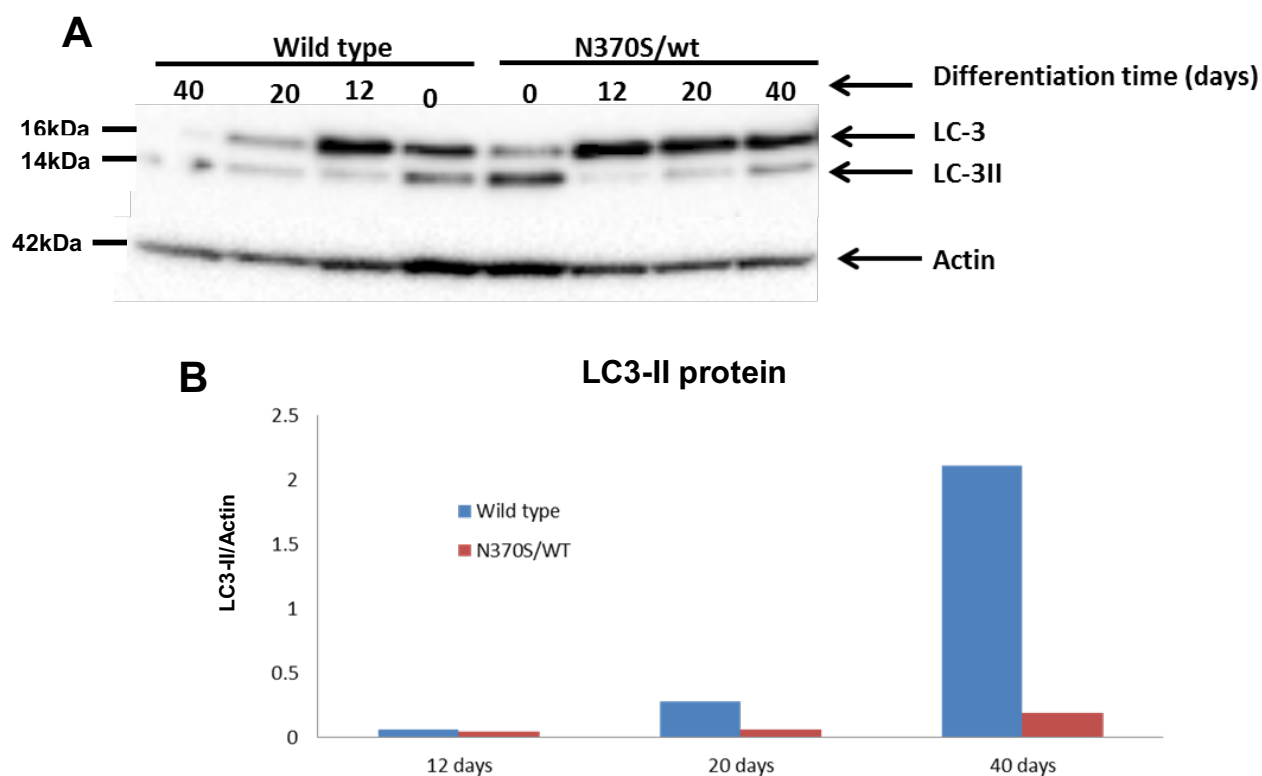 A
Wild type N370S/wt
40 20 12 0 0 12 20 40 Differentiation time (days)
16kDa LC-3
14kDa LC-3II
42kDa Actin
B LC3-II protein
LC3-II/Actin
2.5
2
1.5
1
0.5
0
Wild type
N370S/WT
12 days 20 days 40 days